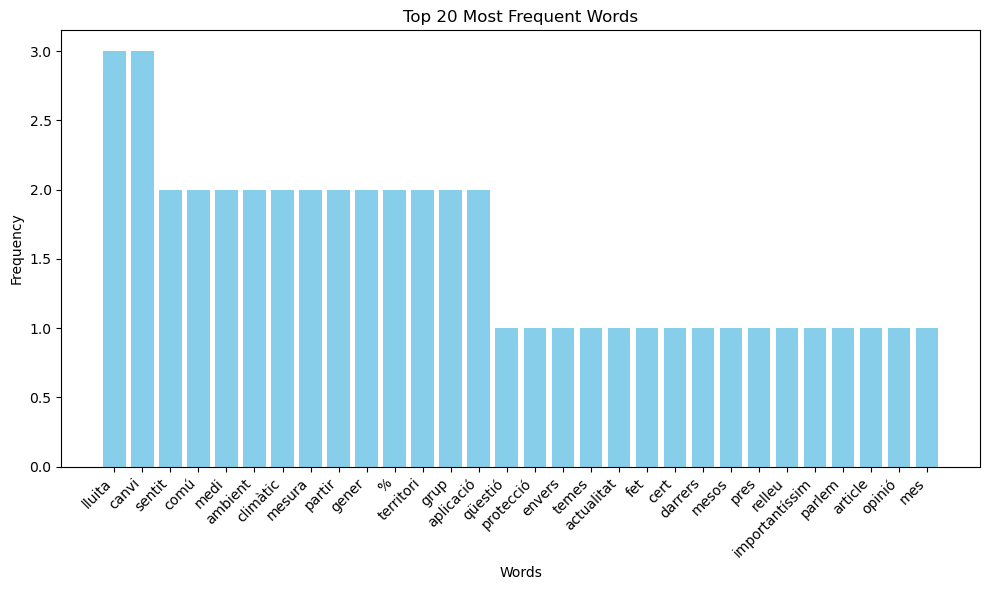 Top 20 Most Frequent Words
Frequency
3.0
2.5
2.0
1.5
1.0
0.5
0.0
lluita
canvi
sentit
comú
medi
ambient
climàtic
mesura
partir
gener
%
territori
grup
aplicació
qüestió
protecció
envers
temes
actualitat
fet
cert
darrers
mesos
pres
relleu
importantíssim
parlem
article
opinió
mes
Words